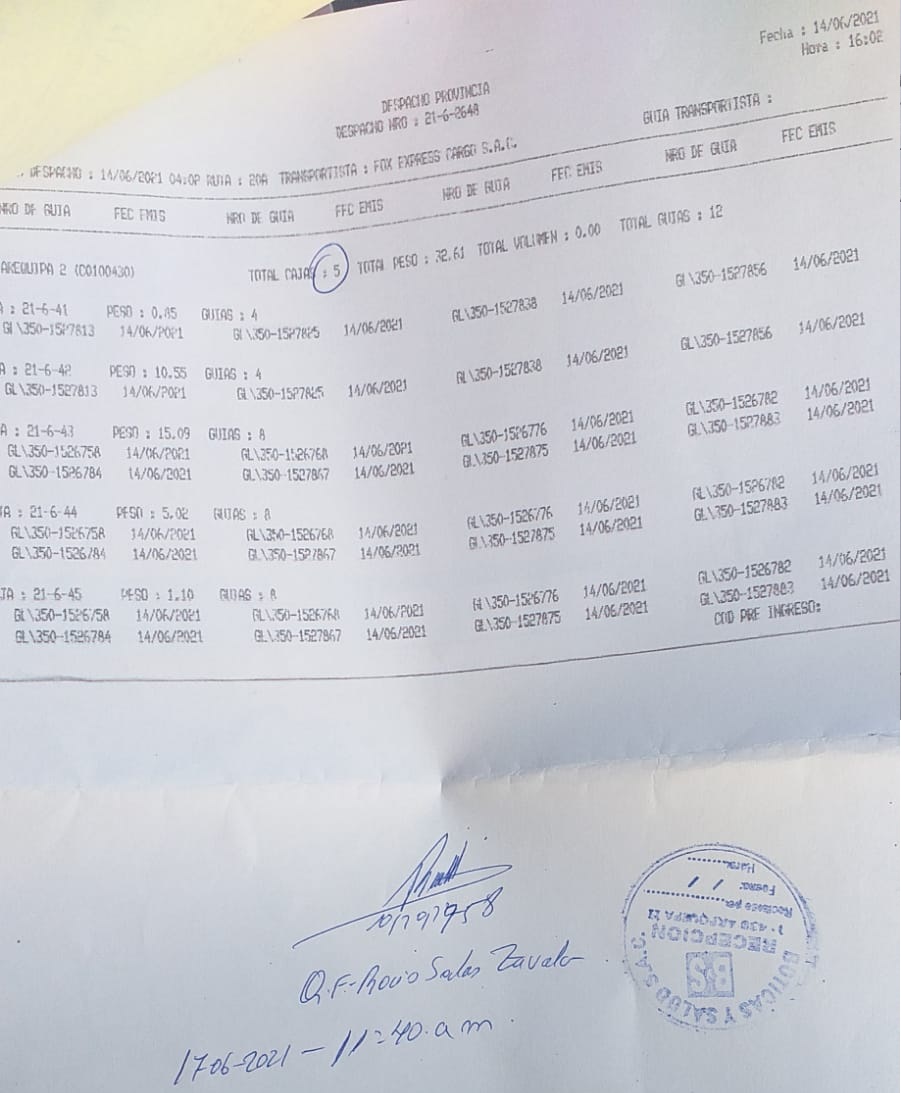 Fecha : 14/06/2021
Hora : 16:02
DESPACHO PROVINCIA
DESPACHO NRO : 21-6-2648
GUIA TRANSPORTISTA :
DESPACHO : 14/06/2021 04:02 RUTA : 20A TRANSPORTISTA : FOX EXPRESS CARGO S.A.C.
NRO DE GUIA FEC EMIS NRO DE GUIA FEC EMIS NRO DE GUIA FEC EMIS NRO DE GUIA FEC EMIS
AREQUIPA 2 (C0100430) TOTAL CAJAS : 5 TOTAL PESO : 32.61 TOTAL VOLUMEN : 0.00 TOTAL GUIAS : 12
A : 21-6-41 PESO : 0.85 GUIAS : 4
GL\350-1527813 14/06/2021 GL\350-1527825 14/06/2021 GL\350-1527838 14/06/2021 GL\350-1527856 14/06/2021
A : 21-6-42 PESO : 10.55 GUIAS : 4
GL\350-1527813 14/06/2021 GL\350-1527825 14/06/2021 GL\350-1527838 14/06/2021 GL\350-1527856 14/06/2021
A : 21-6-43 PESO : 15.09 GUIAS : 8
GL\350-1526758 14/06/2021 GL\350-1526768 14/06/2021 GL\350-1526776 14/06/2021 GL\350-1526782 14/06/2021
GL\350-1526784 14/06/2021 GL\350-1527867 14/06/2021 GL\350-1527875 14/06/2021 GL\350-1527883 14/06/2021
JA : 21-6-44 PESO : 5.02 GUIAS : 8
GL\350-1526758 14/06/2021 GL\350-1526768 14/06/2021 GL\350-1526776 14/06/2021 GL\350-1526782 14/06/2021
GL\350-1526784 14/06/2021 GL\350-1527867 14/06/2021 GL\350-1527875 14/06/2021 GL\350-1527883 14/06/2021
JA : 21-6-45 PESO : 1.10 GUIAS : 8
GL\350-1526758 14/06/2021 GL\350-1526768 14/06/2021 GL\350-1526776 14/06/2021 GL\350-1526782 14/06/2021
GL\350-1526784 14/06/2021 GL\350-1527867 14/06/2021 GL\350-1527875 14/06/2021 GL\350-1527883 14/06/2021
COD PRE INGRESO:
Q.F. Rocio Salas Zavala
17-06-2021 - 11:40 a.m.
BOTICAS Y SALUD S.A.C.
BS
RECEPCION
AREQUIPA II
Recibido por
Fecha: / /
Hora: